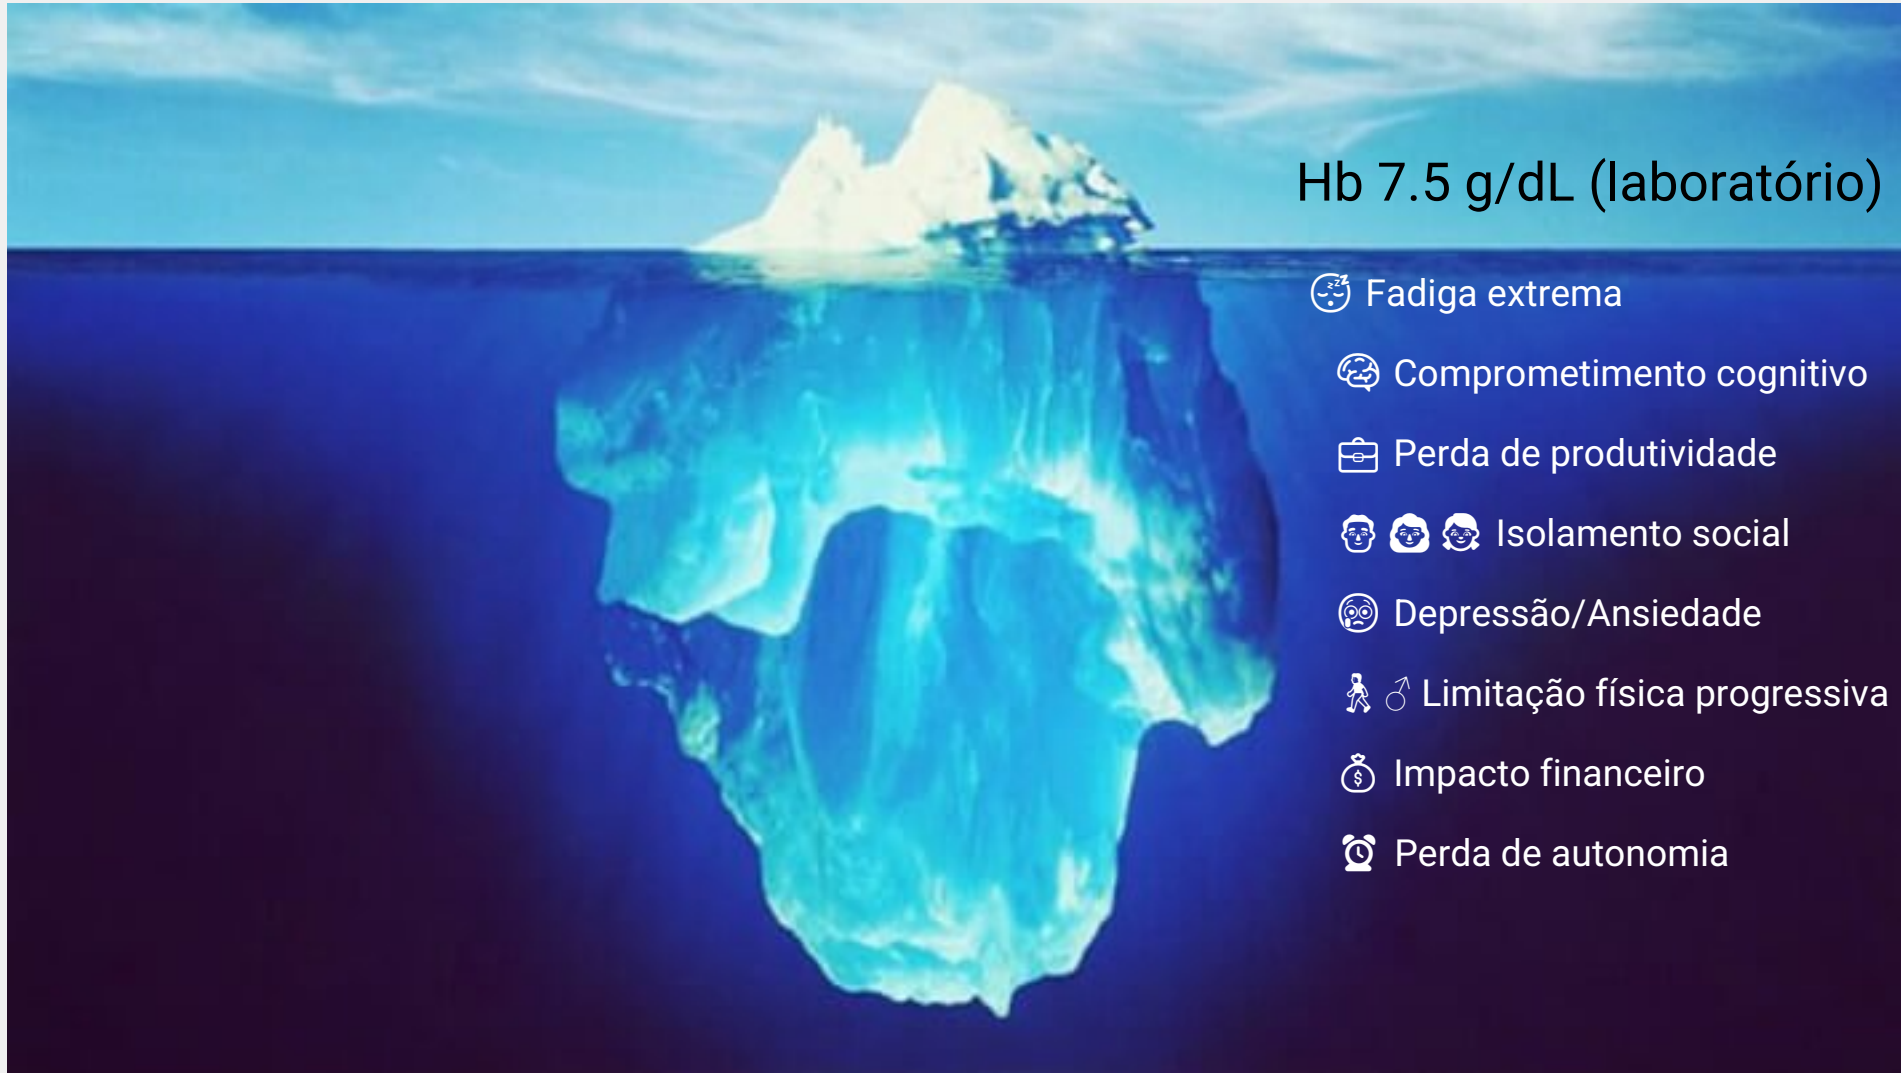 Hb 7.5 g/dL (laboratório)
😴 Fadiga extrema
🧠 Comprometimento cognitivo
💼 Perda de produtividade
👨👩👧 Isolamento social
😰 Depressão/Ansiedade
🚶♂ Limitação física progressiva
💰 Impacto financeiro
⏰ Perda de autonomia